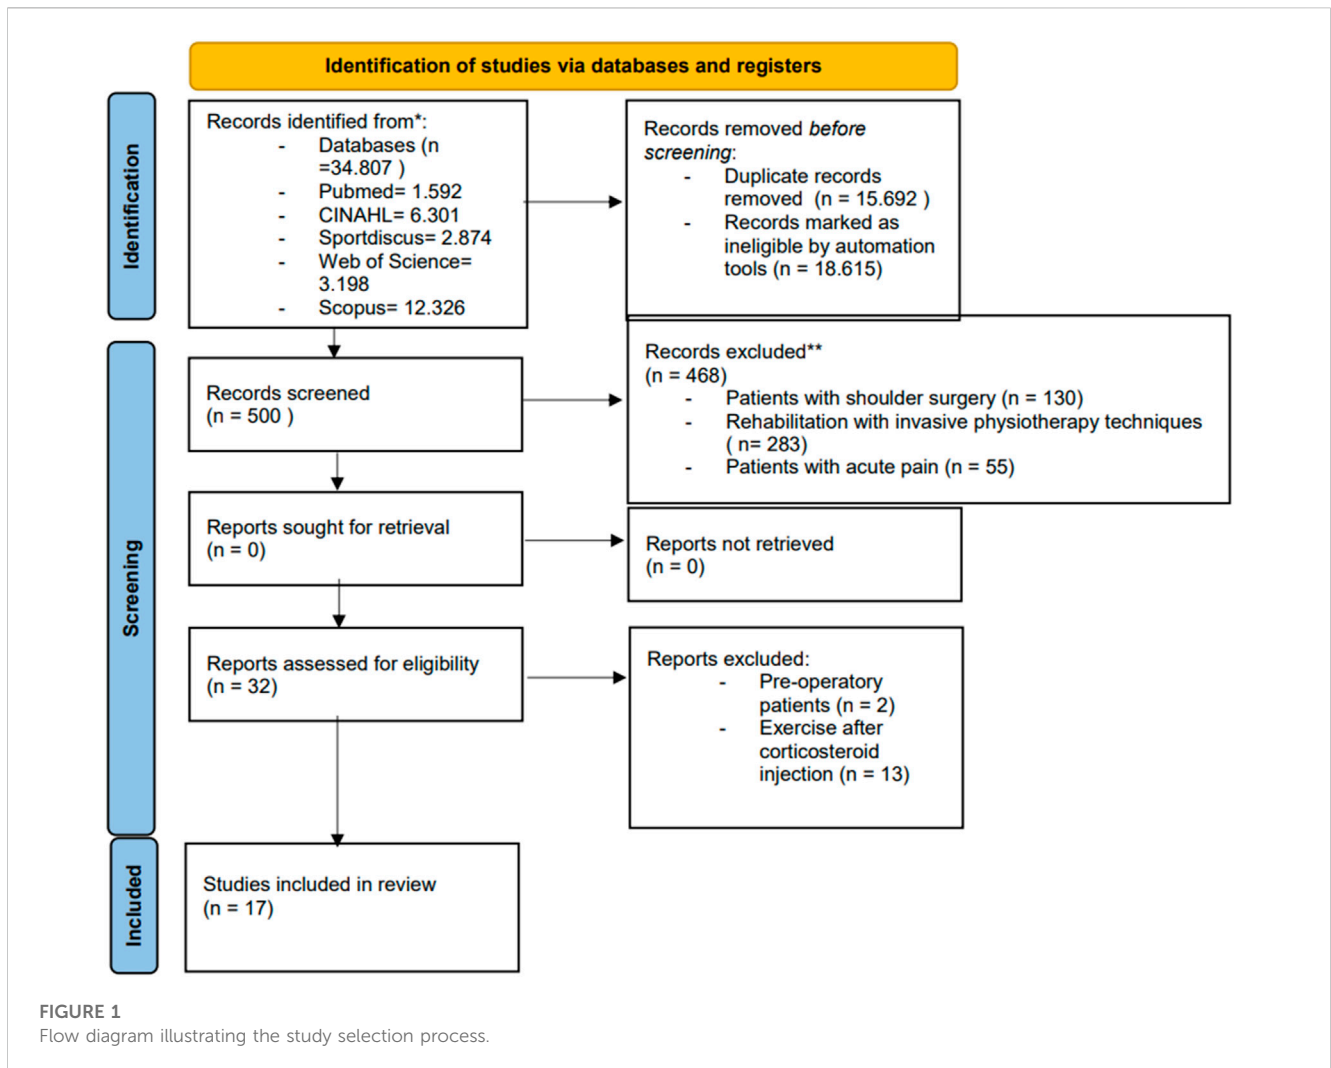 Identification of studies via databases and registers
Identification
Records identified from*:
- Databases (n
=34.807 )
- Pubmed= 1.592
- CINAHL= 6.301
- Sportdiscus= 2.874
- Web of Science=
3.198
- Scopus= 12.326
Records removed before
screening:
- Duplicate records
removed (n = 15.692 )
- Records marked as
ineligible by automation
tools (n = 18.615)
Screening
Records screened
(n = 500 )
Records excluded**
(n = 468)
- Patients with shoulder surgery (n = 130)
- Rehabilitation with invasive physiotherapy techniques
( n= 283)
- Patients with acute pain (n = 55)
Reports sought for retrieval
(n = 0)
Reports not retrieved
(n = 0)
Reports assessed for eligibility
(n = 32)
Reports excluded:
- Pre-operatory
patients (n = 2)
- Exercise after
corticosteroid
injection (n = 13)
Included
Studies included in review
(n = 17)
FIGURE 1
Flow diagram illustrating the study selection process.